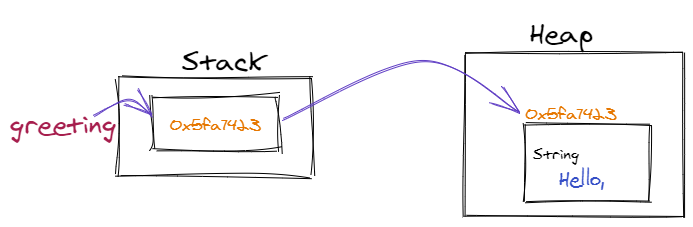 Stack
greeting
0x5fa7423
Heap
0x5fa7423
String
Hello,